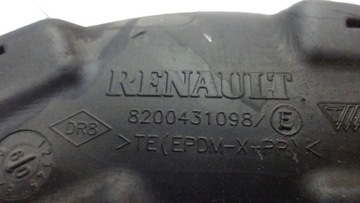 RENAULT
8200431098/ E
DR8
>TE(EPDM-X+PP)<